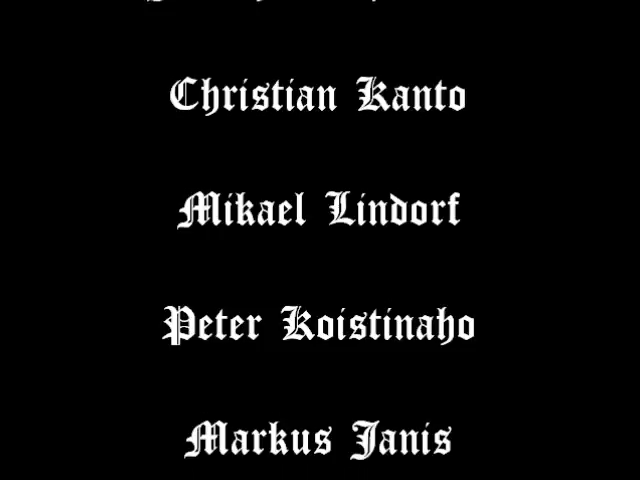 Christian Kanto
Mikael Lindorf
Peter Koistinaho
Markus Janis